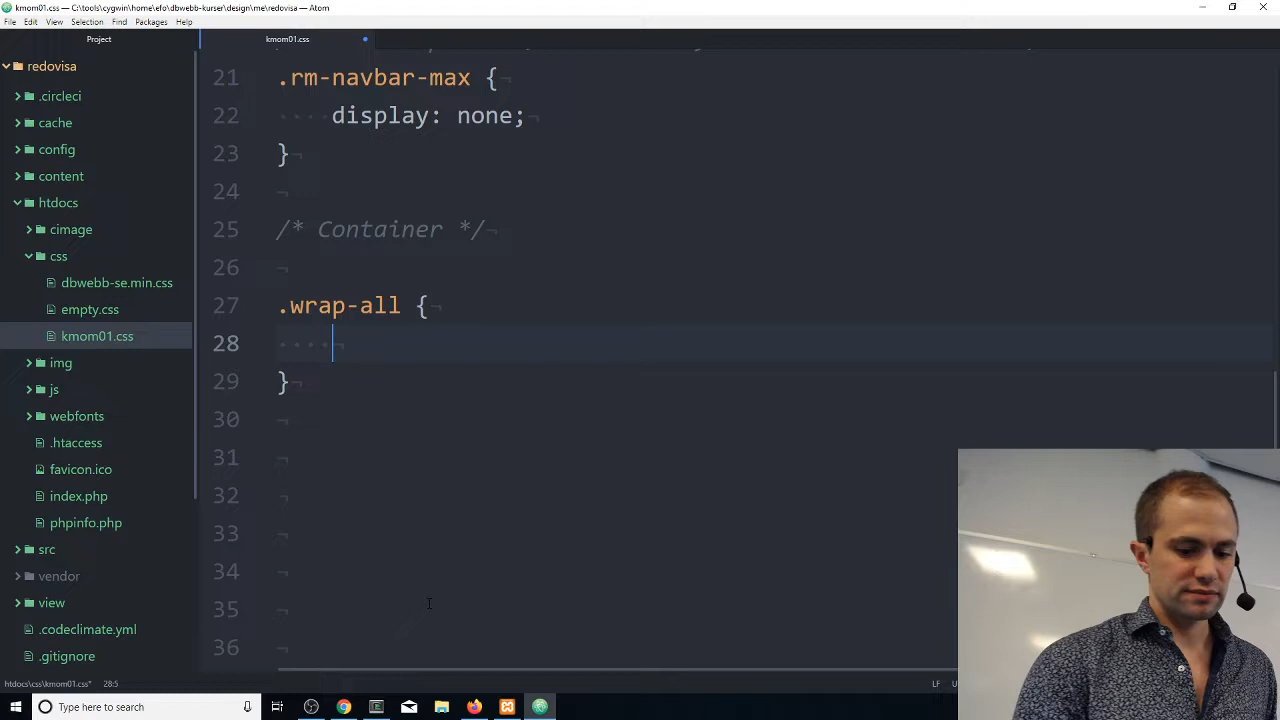 kmom01.css — C:\tools\cygwin\home\efo\dbwebb-kurser\design\me\redovisa — Atom
File Edit View Selection Find Packages Help
Project
kmom01.css
redovisa
.circleci
cache
config
content
htdocs
cimage
css
dbwebb-se.min.css
empty.css
kmom01.css
img
js
webfonts
.htaccess
favicon.ico
index.php
phpinfo.php
src
vendor
view
.codeclimate.yml
.gitignore
21 .rm-navbar-max {
22 display: none;
23 }
24
25 /* Container */
26
27 .wrap-all {
28
29 }
30
31
32
33
34
35
36
htdocs\css\kmom01.css* 28:5
LF
Type here to search